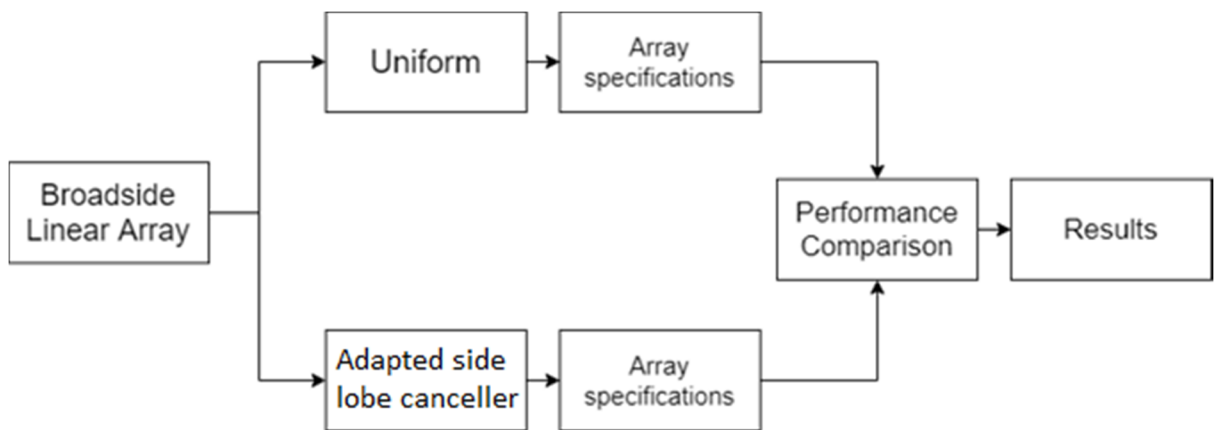 Uniform
Array
specifications
Broadside
Linear Array
Performance
Comparison
Results
Adapted side
lobe canceller
Array
specifications